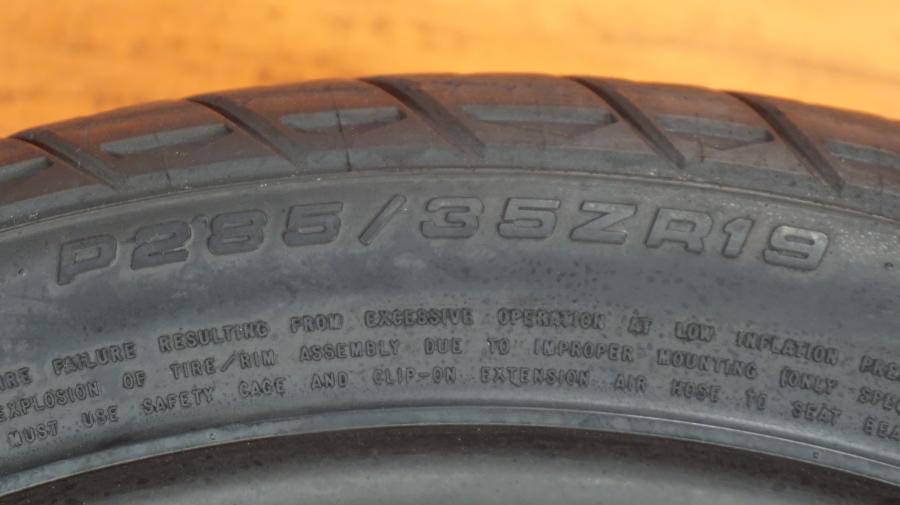 P285/35ZR19
FAILURE RESULTING FROM EXCESSIVE OPERATION AT LOW INFLATION
EXPLOSION OF TIRE/RIM ASSEMBLY DUE TO IMPROPER MOUNTING (ONLY
MUST USE SAFETY CAGE AND CLIP-ON EXTENSION AIR HOSE TO SEAT